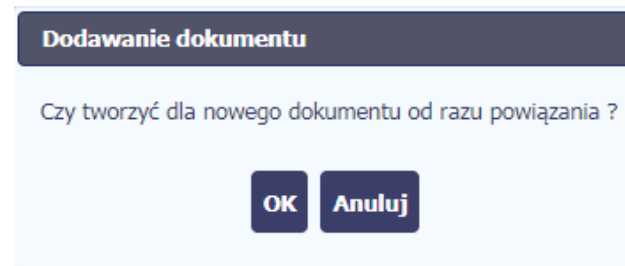 Dodawanie dokumentu
Czy tworzyć dla nowego dokumentu od razu powiązania ?
OK Anuluj